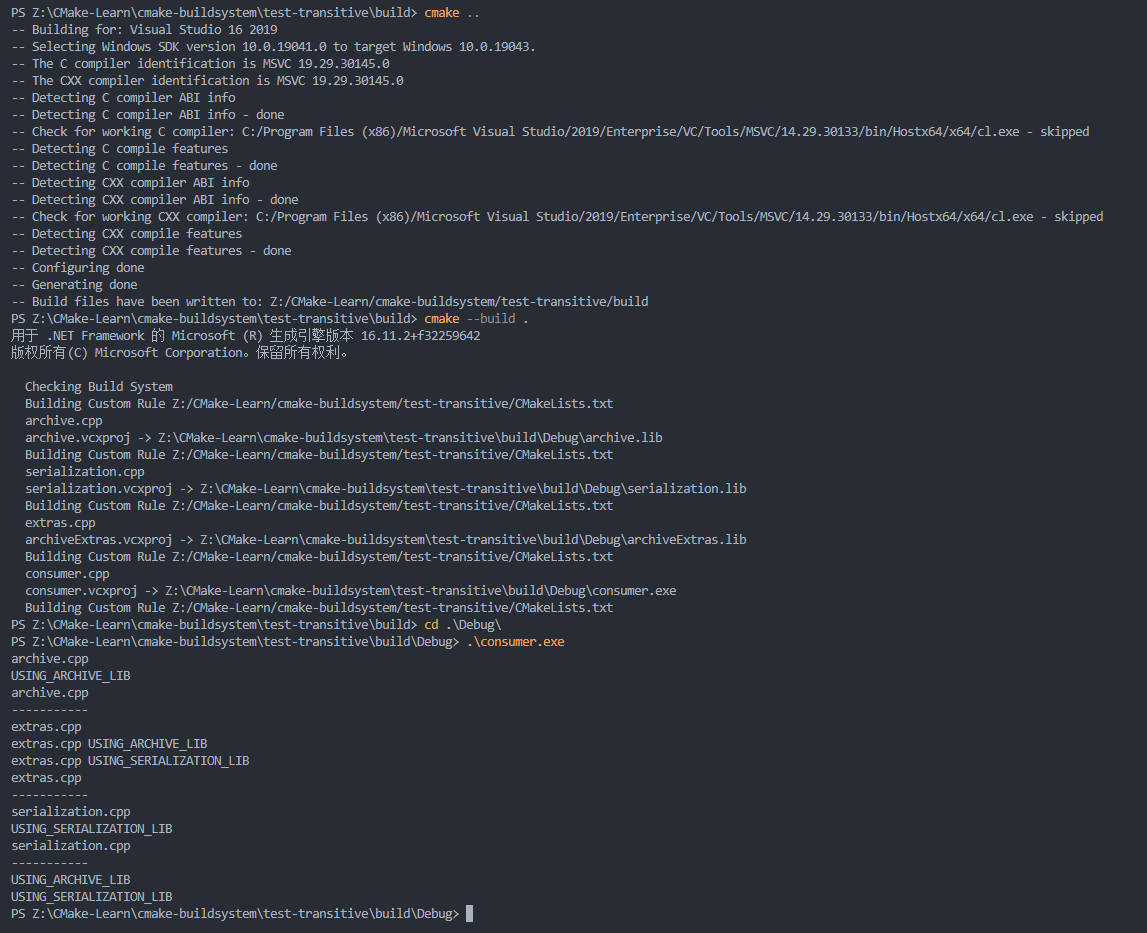 PS Z:\CMake-Learn\cmake-buildsystem\test-transitive\build> cmake ..
-- Building for: Visual Studio 16 2019
-- Selecting Windows SDK version 10.0.19041.0 to target Windows 10.0.19043.
-- The C compiler identification is MSVC 19.29.30145.0
-- The CXX compiler identification is MSVC 19.29.30145.0
-- Detecting C compiler ABI info
-- Detecting C compiler ABI info - done
-- Check for working C compiler: C:/Program Files (x86)/Microsoft Visual Studio/2019/Enterprise/VC/Tools/MSVC/14.29.30133/bin/Hostx64/x64/cl.exe - skipped
-- Detecting C compile features
-- Detecting C compile features - done
-- Detecting CXX compiler ABI info
-- Detecting CXX compiler ABI info - done
-- Check for working CXX compiler: C:/Program Files (x86)/Microsoft Visual Studio/2019/Enterprise/VC/Tools/MSVC/14.29.30133/bin/Hostx64/x64/cl.exe - skipped
-- Detecting CXX compile features
-- Detecting CXX compile features - done
-- Configuring done
-- Generating done
-- Build files have been written to: Z:/CMake-Learn/cmake-buildsystem/test-transitive/build
PS Z:\CMake-Learn\cmake-buildsystem\test-transitive\build> cmake --build .
用于 .NET Framework 的 Microsoft (R) 生成引擎版本 16.11.2+f32259642
版权所有(C) Microsoft Corporation。保留所有权利。
  Checking Build System
  Building Custom Rule Z:/CMake-Learn/cmake-buildsystem/test-transitive/CMakeLists.txt
  archive.cpp
  archive.vcxproj -> Z:\CMake-Learn\cmake-buildsystem\test-transitive\build\Debug\archive.lib
  Building Custom Rule Z:/CMake-Learn/cmake-buildsystem/test-transitive/CMakeLists.txt
  serialization.cpp
  serialization.vcxproj -> Z:\CMake-Learn\cmake-buildsystem\test-transitive\build\Debug\serialization.lib
  Building Custom Rule Z:/CMake-Learn/cmake-buildsystem/test-transitive/CMakeLists.txt
  extras.cpp
  archiveExtras.vcxproj -> Z:\CMake-Learn\cmake-buildsystem\test-transitive\build\Debug\archiveExtras.lib
  Building Custom Rule Z:/CMake-Learn/cmake-buildsystem/test-transitive/CMakeLists.txt
  consumer.cpp
  consumer.vcxproj -> Z:\CMake-Learn\cmake-buildsystem\test-transitive\build\Debug\consumer.exe
  Building Custom Rule Z:/CMake-Learn/cmake-buildsystem/test-transitive/CMakeLists.txt
PS Z:\CMake-Learn\cmake-buildsystem\test-transitive\build> cd .\Debug\
PS Z:\CMake-Learn\cmake-buildsystem\test-transitive\build\Debug> .\consumer.exe
archive.cpp
USING_ARCHIVE_LIB
archive.cpp
-----------
extras.cpp
extras.cpp USING_ARCHIVE_LIB
extras.cpp USING_SERIALIZATION_LIB
extras.cpp
-----------
serialization.cpp
USING_SERIALIZATION_LIB
serialization.cpp
-----------
USING_ARCHIVE_LIB
USING_SERIALIZATION_LIB
PS Z:\CMake-Learn\cmake-buildsystem\test-transitive\build\Debug>